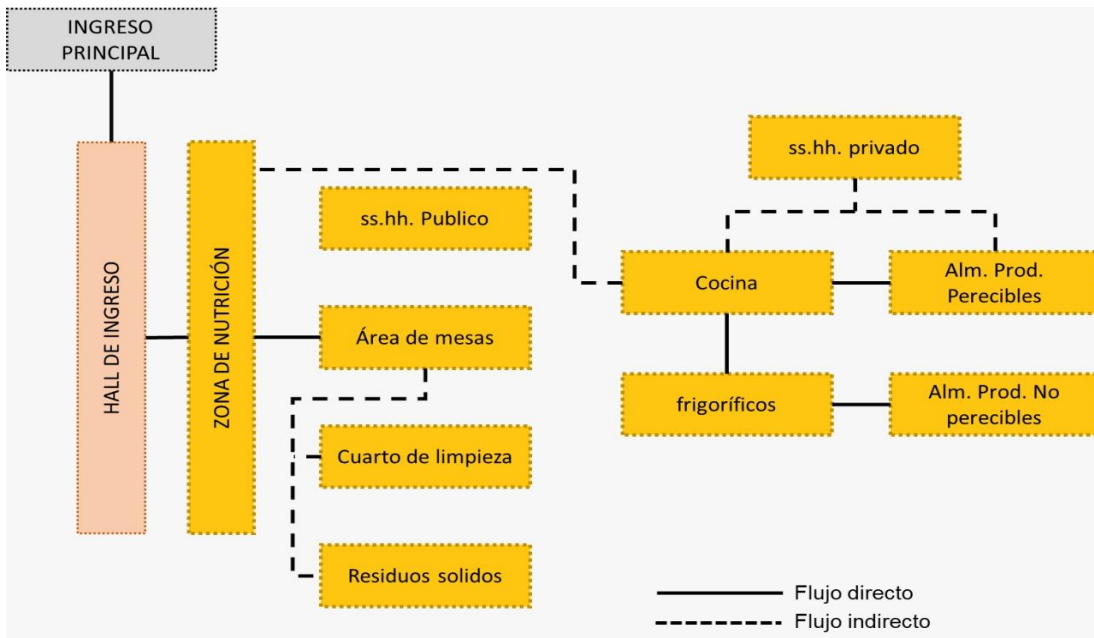 INGRESO
PRINCIPAL
HALL DE INGRESO
ZONA DE NUTRICIÓN
ss.hh. Publico
Área de mesas
Cuarto de limpieza
Residuos solidos
ss.hh. privado
Cocina
Alm. Prod.
Perecibles
frigoríficos
Alm. Prod. No
perecibles
Flujo directo
Flujo indirecto